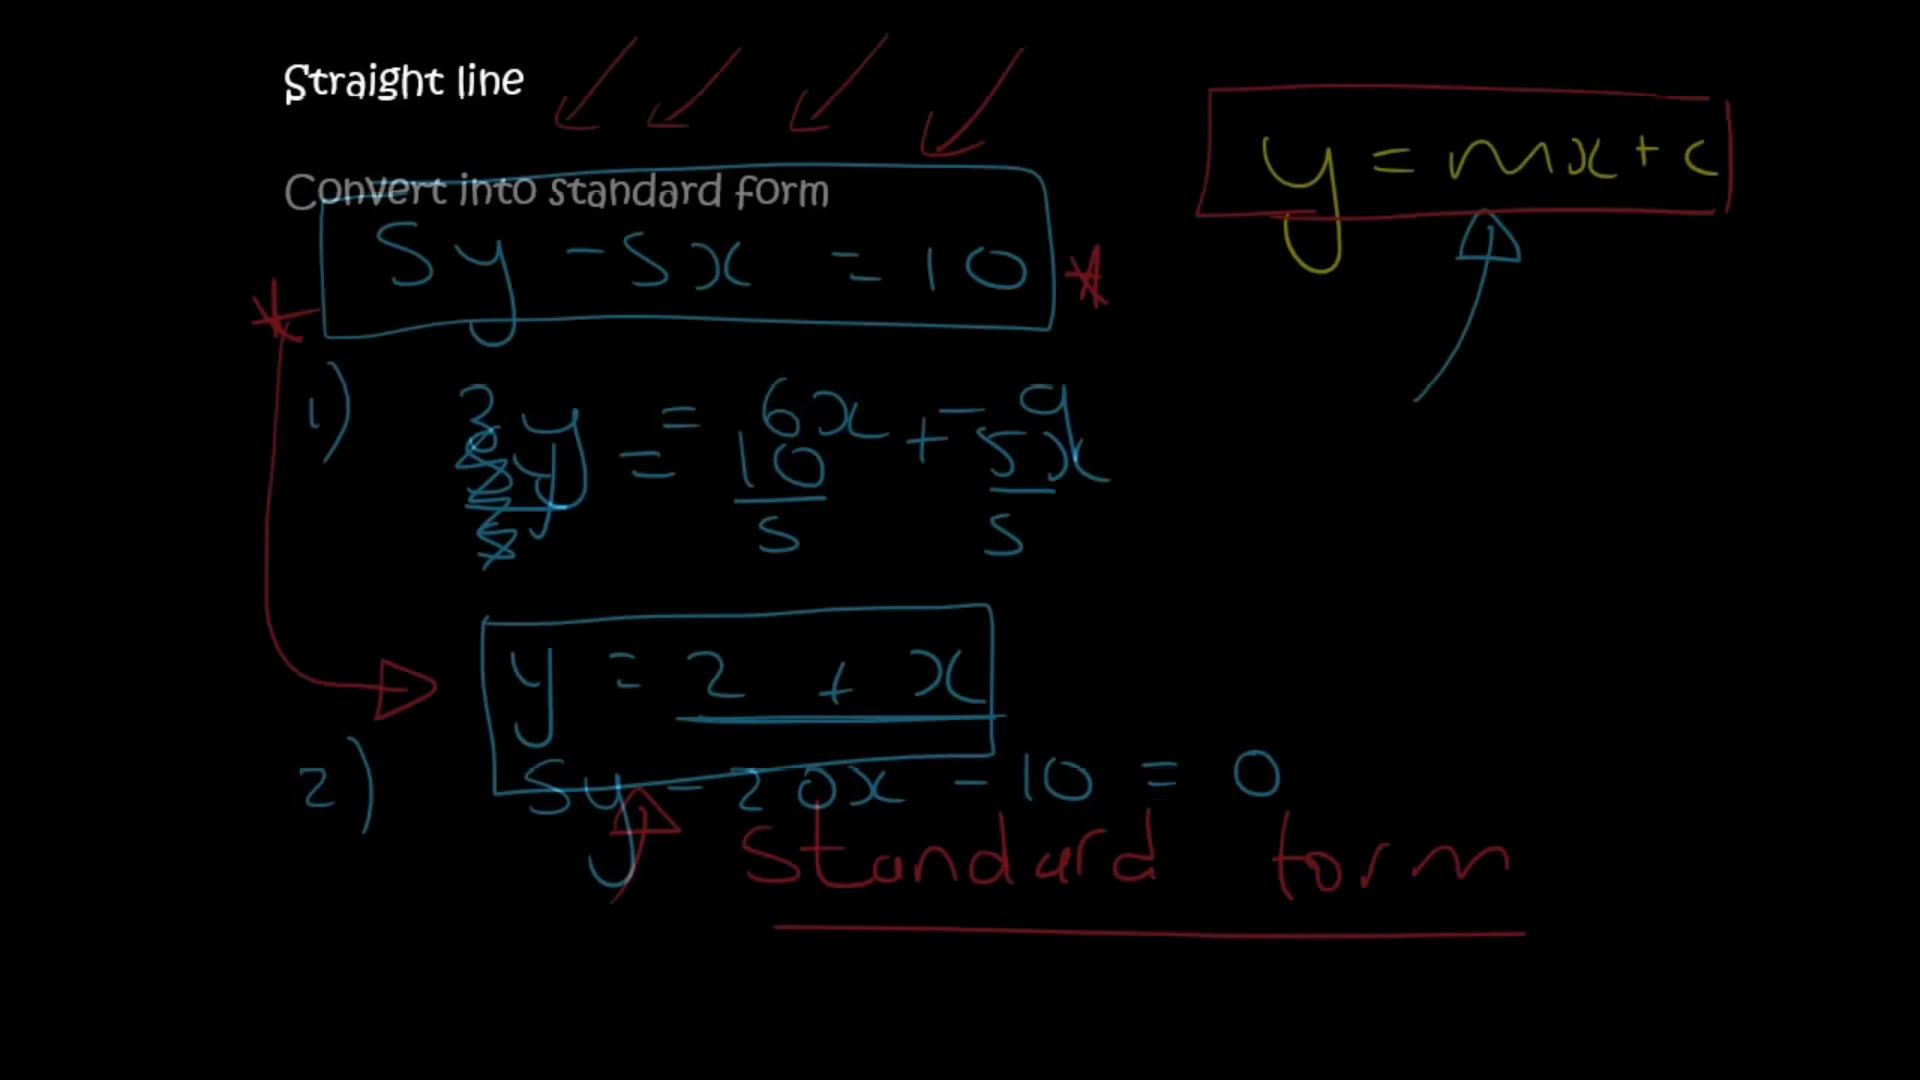 Straight line
y = mx + c
Convert into standard form
5y - 5x = 10
1) 3y = 6x - 9
5y = 10 + 5x
5 5 5
y = 2 + x
2) 5y - 20x - 10 = 0
standard form